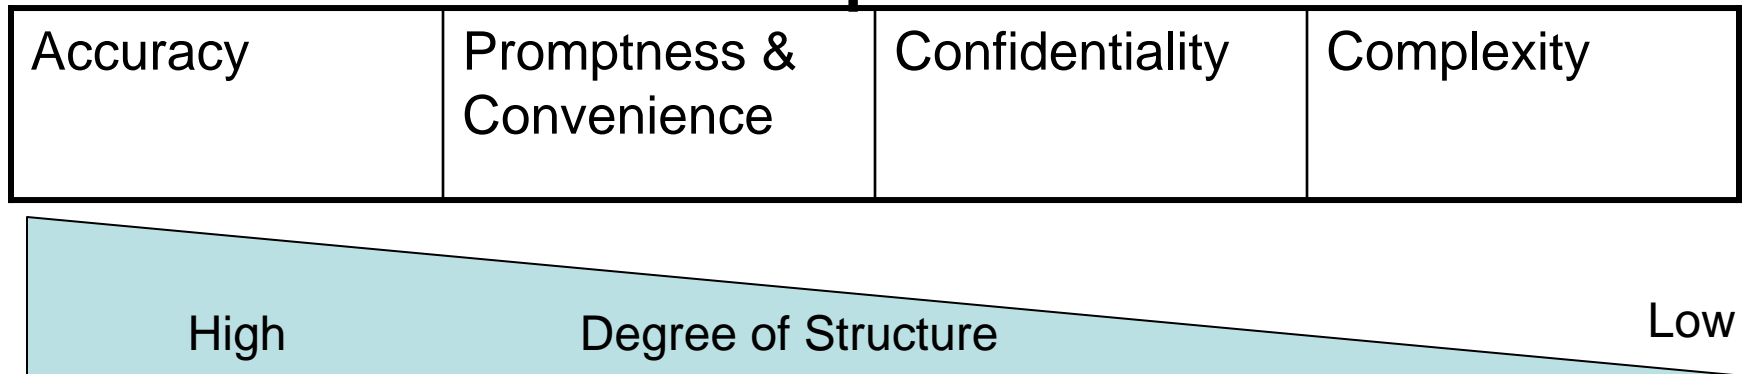 Accuracy
Promptness &
Convenience
Confidentiality
Complexity
High
Degree of Structure
Low